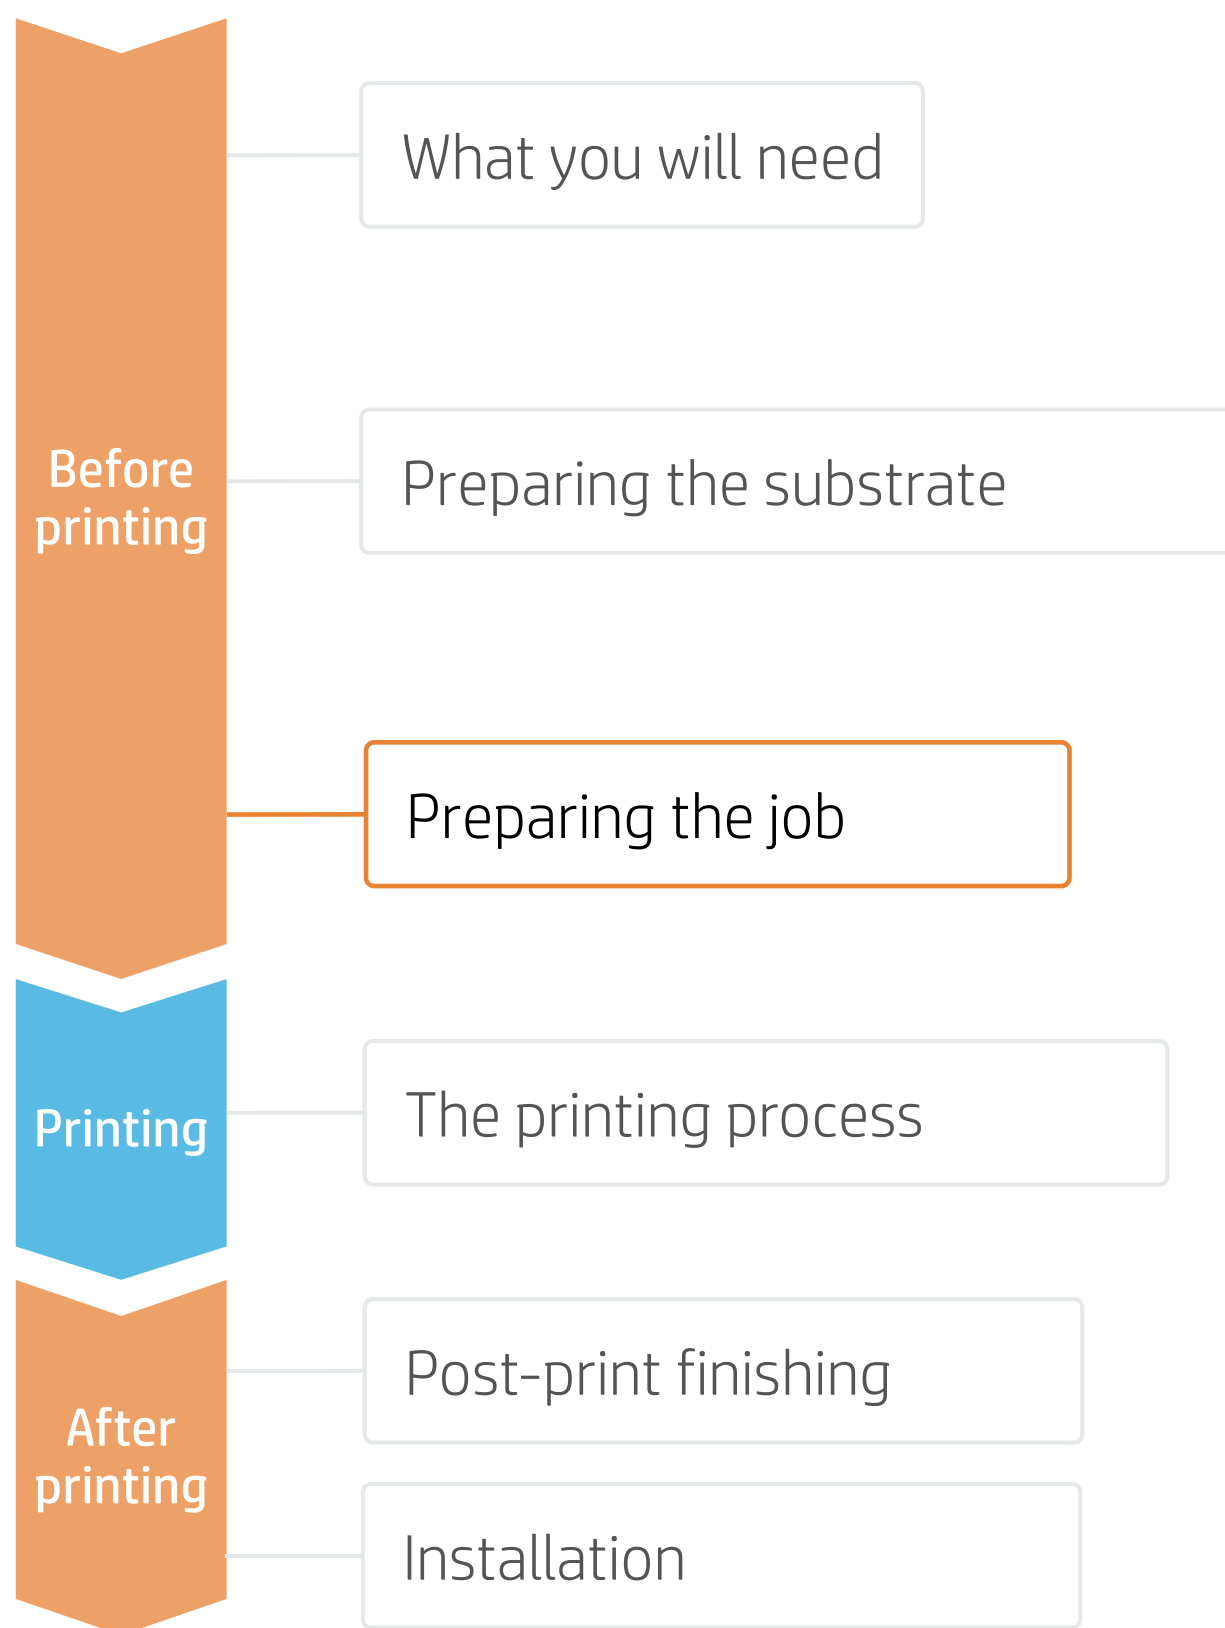 What you will need
Preparing the substrate
Before
printing
Preparing the job
Printing
The printing process
After
printing
Post-print finishing
Installation